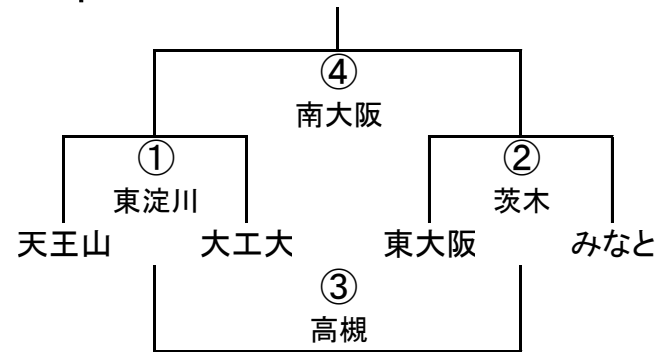 ④
南大阪
① ②
東淀川 茨木
天王山 大工大 東大阪 みなと
③
高槻